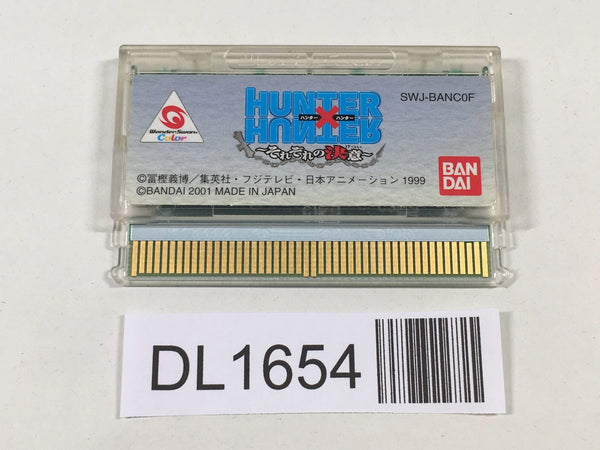 WonderSwan
Color
HUNTER
ハンター×ハンター
HUNTER
～それぞれの決意～
SWJ-BANC0F
BAN
DAI
©冨樫義博／集英社・フジテレビ・日本アニメーション 1999
©BANDAI 2001 MADE IN JAPAN
DL1654